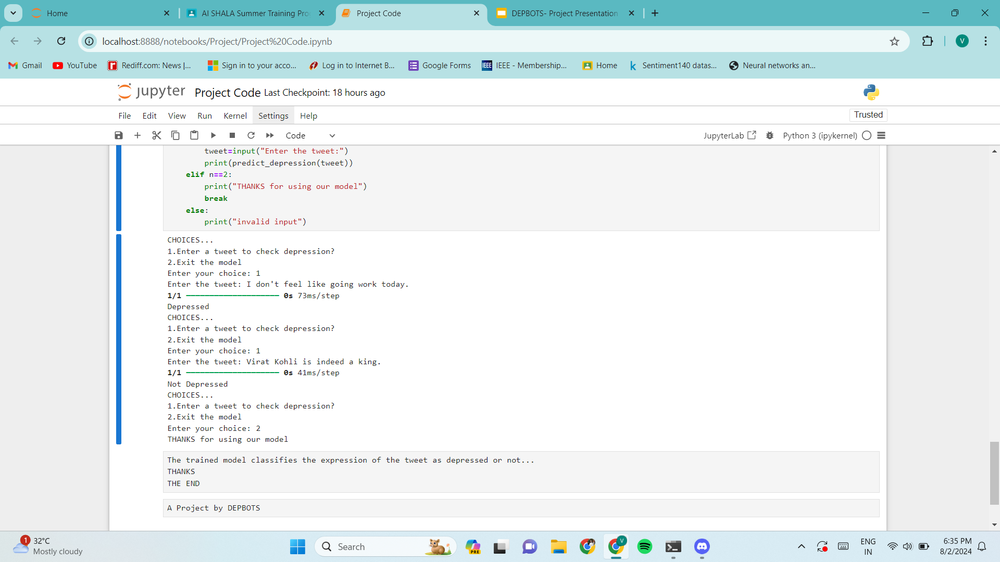 Home
AI SHALA Summer Training Pro
Project Code
DEPBOTS- Project Presentation
localhost:8888/notebooks/Project/Project%20Code.ipynb
V
Gmail
YouTube
Rediff.com: News |...
Sign in to your acco...
Log in to Internet B...
Google Forms
IEEE - Membership...
Home
Sentiment140 datas...
Neural networks an...
jupyter
Project Code Last Checkpoint: 18 hours ago
File Edit View Run Kernel Settings Help
Trusted
Code
JupyterLab
Python 3 (ipykernel)
tweet=input("Enter the tweet:")
print(predict_depression(tweet))
elif n==2:
print("THANKS for using our model")
break
else:
print("invalid input")
CHOICES...
1.Enter a tweet to check depression?
2.Exit the model
Enter your choice: 1
Enter the tweet: I don't feel like going work today.
1/1 ━━━━━━━━━━━━━━━━━━━━ 0s 73ms/step
Depressed
CHOICES...
1.Enter a tweet to check depression?
2.Exit the model
Enter your choice: 1
Enter the tweet: Virat Kohli is indeed a king.
1/1 ━━━━━━━━━━━━━━━━━━━━ 0s 41ms/step
Not Depressed
CHOICES...
1.Enter a tweet to check depression?
2.Exit the model
Enter your choice: 2
THANKS for using our model
The trained model classifies the expression of the tweet as depressed or not...
THANKS
THE END
A Project by DEPBOTS
1
32°C
Mostly cloudy
Search
PRE
V
ENG
IN
6:35 PM
8/2/2024